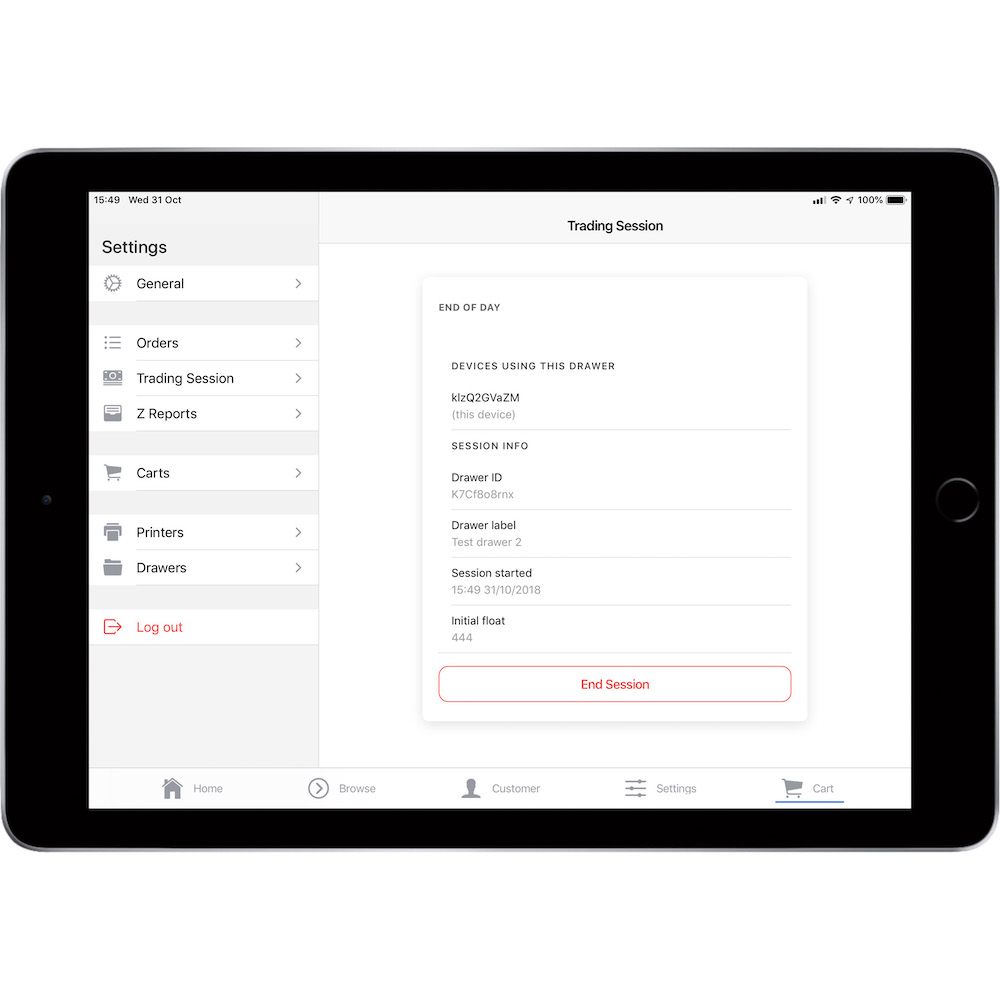 15:49 Wed 31 Oct
100%
Settings
General
Orders
Trading Session
Z Reports
Carts
Printers
Drawers
Log out
Trading Session
END OF DAY
DEVICES USING THIS DRAWER
klzQ2GVaZM
(this device)
SESSION INFO
Drawer ID
K7Cf8o8rnx
Drawer label
Test drawer 2
Session started
15:49 31/10/2018
Initial float
444
End Session
Home
Browse
Customer
Settings
Cart